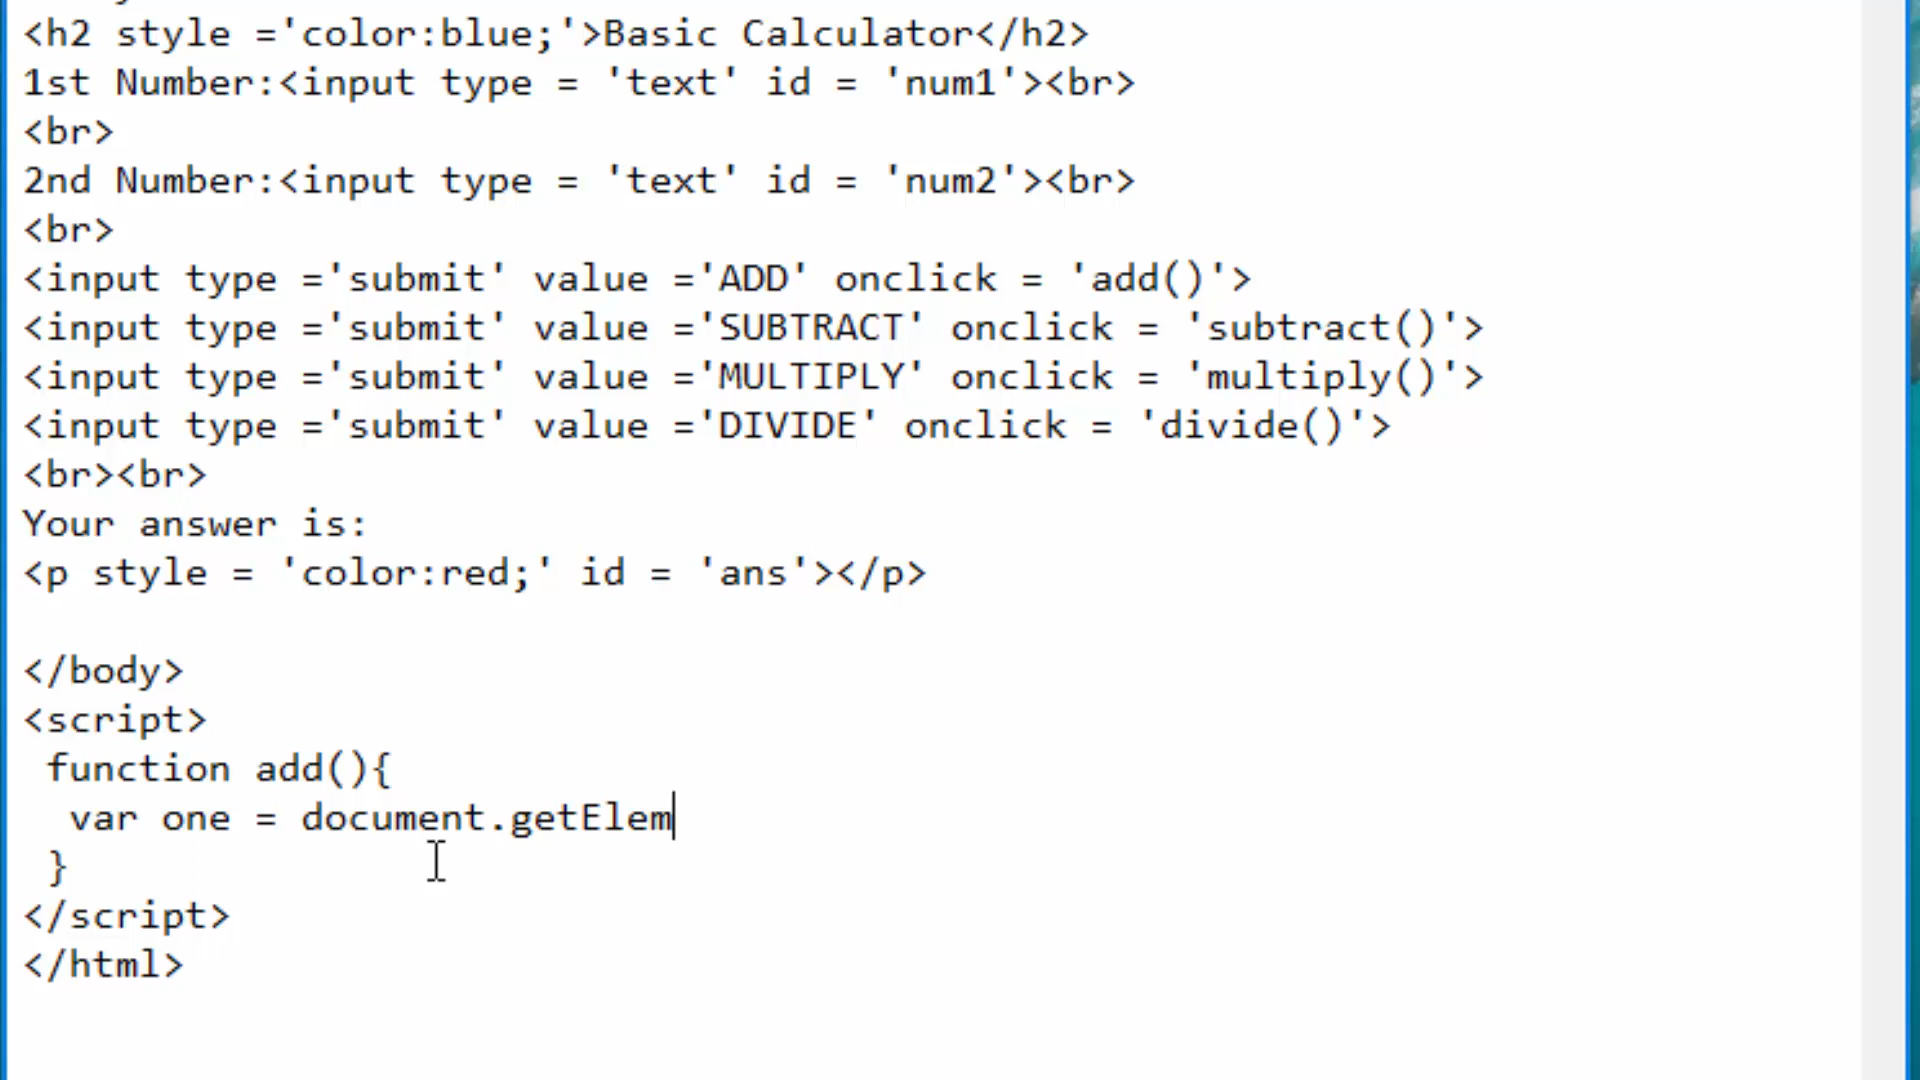 <h2 style ='color:blue;'>Basic Calculator</h2>
1st Number:<input type = 'text' id = 'num1'><br>
<br>
2nd Number:<input type = 'text' id = 'num2'><br>
<br>
<input type ='submit' value ='ADD' onclick = 'add()'>
<input type ='submit' value ='SUBTRACT' onclick = 'subtract()'>
<input type ='submit' value ='MULTIPLY' onclick = 'multiply()'>
<input type ='submit' value ='DIVIDE' onclick = 'divide()'>
<br><br>
Your answer is:
<p style = 'color:red;' id = 'ans'></p>
</body>
<script>
function add(){
var one = document.getElem
}
</script>
</html>